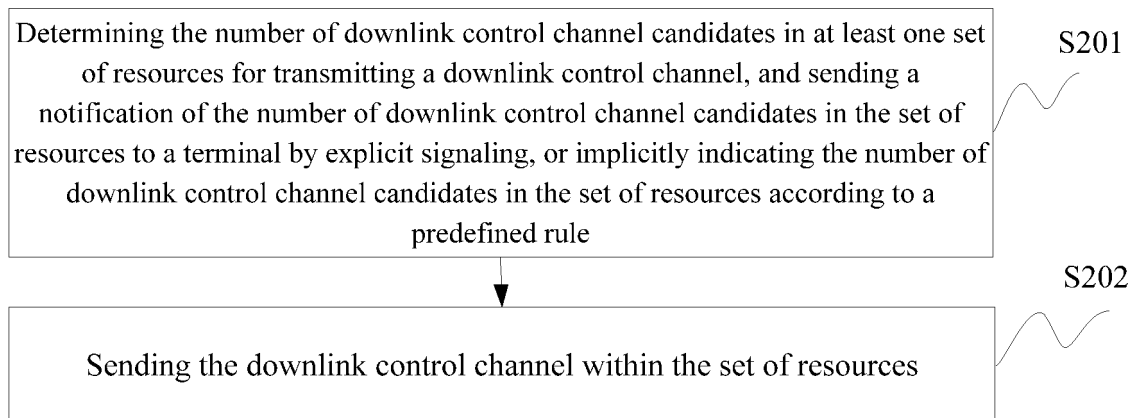 Determining the number of downlink control channel candidates in at least one set
of resources for transmitting a downlink control channel, and sending a
notification of the number of downlink control channel candidates in the set of
resources to a terminal by explicit signaling, or implicitly indicating the number of
downlink control channel candidates in the set of resources according to a
predefined rule
S201
S202
Sending the downlink control channel within the set of resources